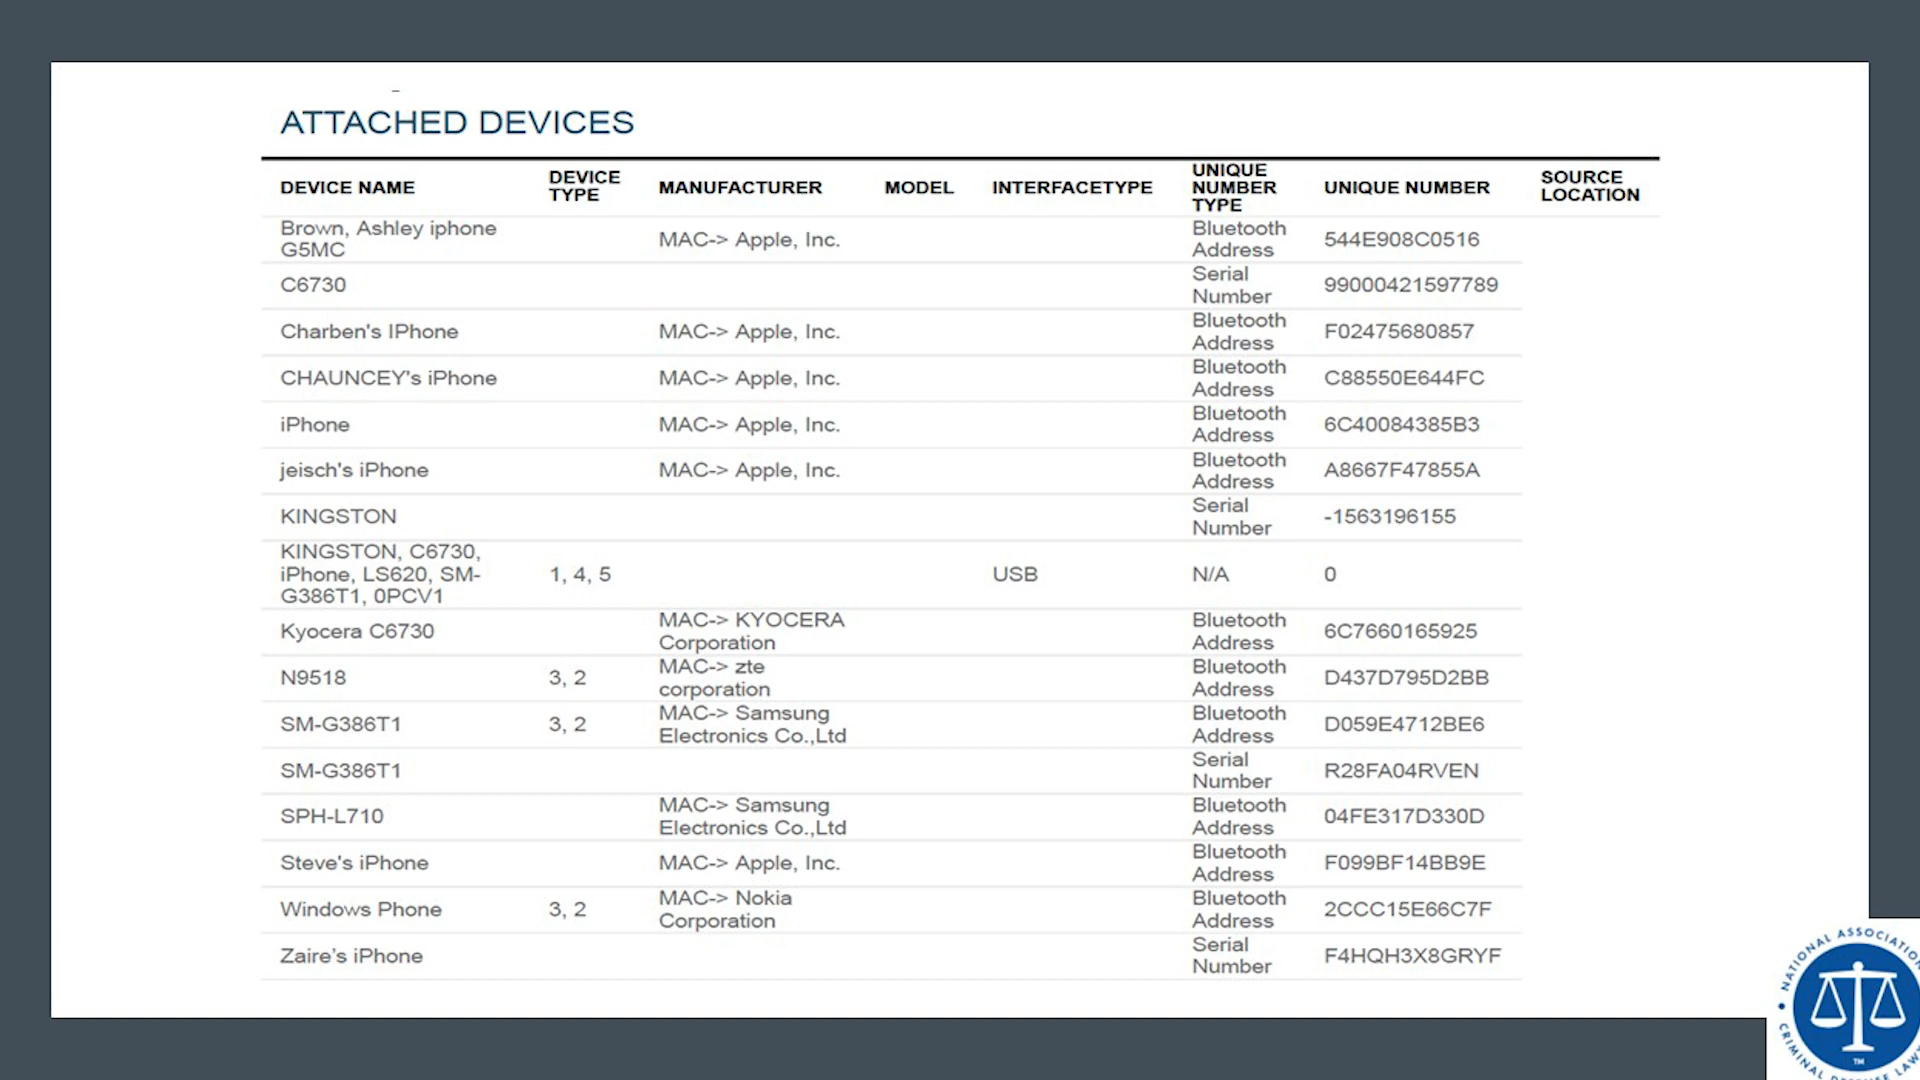 ATTACHED DEVICES
DEVICE NAME DEVICE TYPE MANUFACTURER MODEL INTERFACETYPE UNIQUE NUMBER TYPE UNIQUE NUMBER SOURCE LOCATION
Brown, Ashley iphone G5MC MAC-> Apple, Inc. Bluetooth Address 544E908C0516
C6730 Serial Number 99000421597789
Charben's IPhone MAC-> Apple, Inc. Bluetooth Address F02475680857
CHAUNCEY's iPhone MAC-> Apple, Inc. Bluetooth Address C88550E644FC
iPhone MAC-> Apple, Inc. Bluetooth Address 6C40084385B3
jeisch's iPhone MAC-> Apple, Inc. Bluetooth Address A8667F47855A
KINGSTON Serial Number -1563196155
KINGSTON, C6730, iPhone, LS620, SM-G386T1, 0PCV1 1, 4, 5 USB N/A 0
Kyocera C6730 MAC-> KYOCERA Corporation Bluetooth Address 6C7660165925
N9518 3, 2 MAC-> zte corporation Bluetooth Address D437D795D2BB
SM-G386T1 3, 2 MAC-> Samsung Electronics Co.,Ltd Bluetooth Address D059E4712BE6
SM-G386T1 Serial Number R28FA04RVEN
SPH-L710 MAC-> Samsung Electronics Co.,Ltd Bluetooth Address 04FE317D330D
Steve's iPhone MAC-> Apple, Inc. Bluetooth Address F099BF14BB9E
Windows Phone 3, 2 MAC-> Nokia Corporation Bluetooth Address 2CCC15E66C7F
Zaire's iPhone Serial Number F4HQH3X8GRYF
NATIONAL ASSOCIATION
CRIMINAL DEFENSE LAW
TM